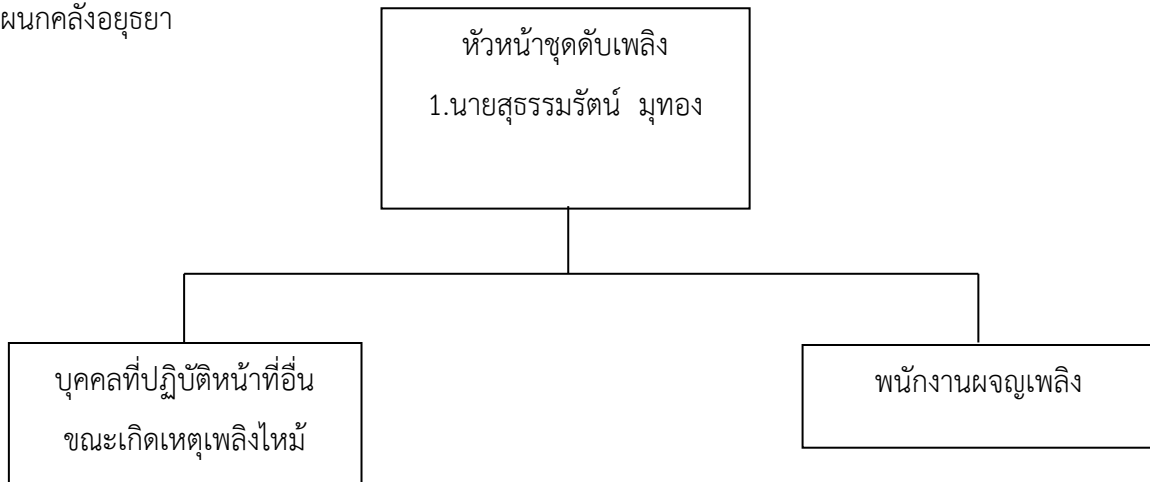 ผนกคลังอยุธยา
หัวหน้าชุดดับเพลิง
1.นายสุธรรมรัตน์ มุทอง
บุคคลที่ปฏิบัติหน้าที่อื่น
ขณะเกิดเหตุเพลิงไหม้
พนักงานผจญเพลิง